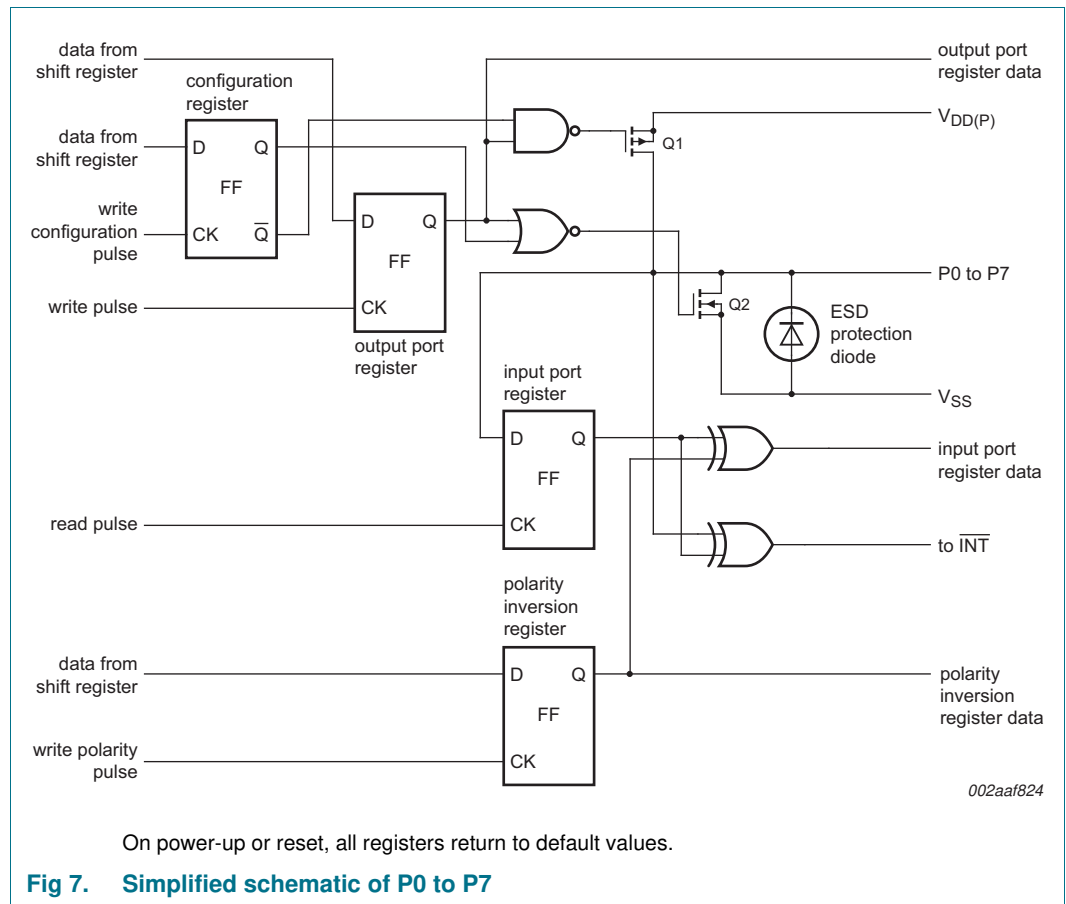 data from
shift register
output port
register data
configuration
register
V_DD(P)
data from
shift register
D
Q
FF
CK
Q̅
write
configuration
pulse
Q1
D
Q
FF
CK
output port
register
write pulse
P0 to P7
Q2
ESD
protection
diode
V_SS
input port
register
D
Q
FF
CK
input port
register data
read pulse
to I̅N̅T̅
polarity
inversion
register
data from
shift register
D
Q
FF
CK
polarity
inversion
register data
write polarity
pulse
002aaf824
On power-up or reset, all registers return to default values.
Fig 7. Simplified schematic of P0 to P7